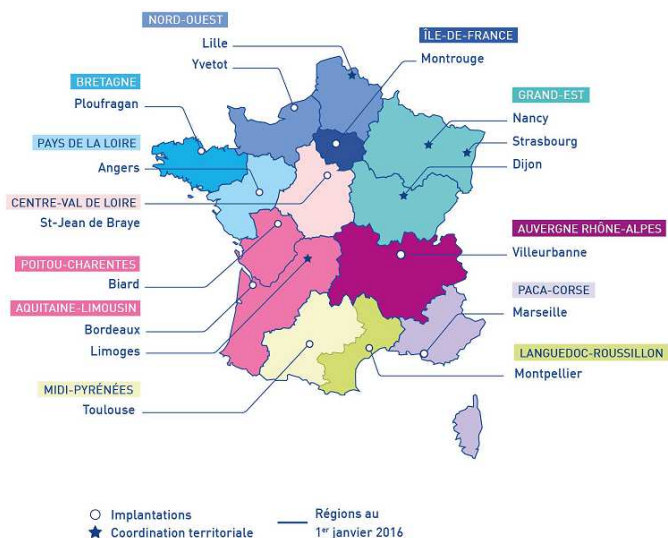 NORD-OUEST
Lille
Yvetot
ÎLE-DE-FRANCE
Montrouge
BRETAGNE
Ploufragan
GRAND-EST
Nancy
Strasbourg
Dijon
PAYS DE LA LOIRE
Angers
CENTRE-VAL DE LOIRE
St-Jean de Braye
AUVERGNE RHÔNE-ALPES
Villeurbanne
POITOU-CHARENTES
Biard
PACA-CORSE
Marseille
AQUITAINE-LIMOUSIN
Bordeaux
Limoges
LANGUEDOC-ROUSSILLON
Montpellier
MIDI-PYRÉNÉES
Toulouse
Implantations
Coordination territoriale
Régions au
1er janvier 2016